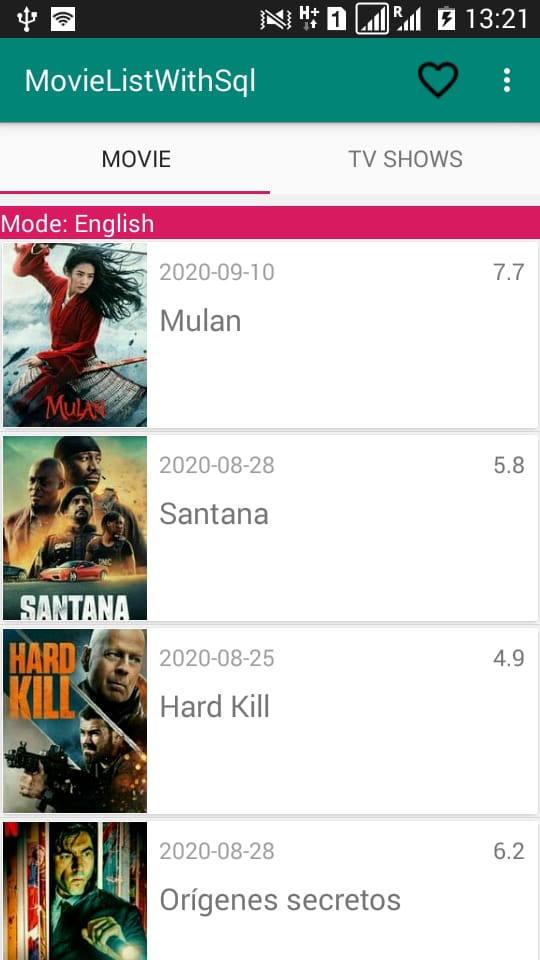 H+ 1 R 13:21
MovieListWithSql
MOVIE TV SHOWS
Mode: English
2020-09-10 7.7
Mulan
MULAN
2020-08-28 5.8
Santana
DNIC
DNIC
SANTANA
2020-08-25 4.9
Hard Kill
HARD
KILL
2020-08-28 6.2
Orígenes secretos